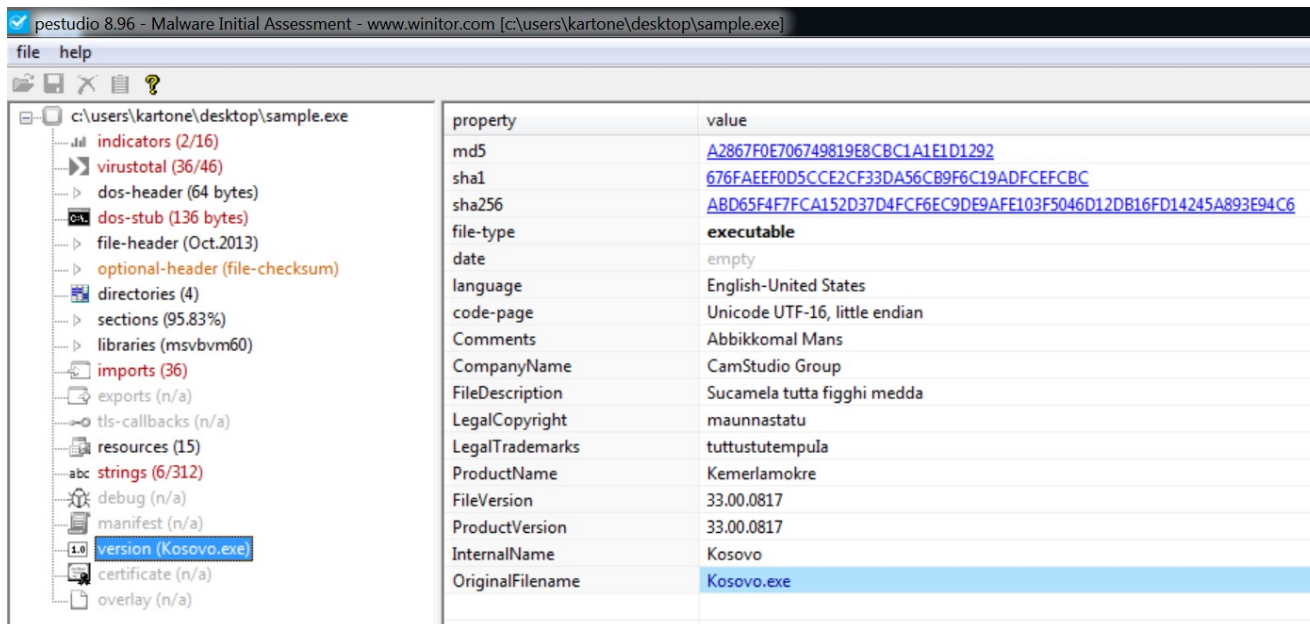 pestudio 8.96 - Malware Initial Assessment - www.winitor.com [c:\users\kartone\desktop\sample.exe]
file help
c:\users\kartone\desktop\sample.exe
indicators (2/16)
virustotal (36/46)
dos-header (64 bytes)
dos-stub (136 bytes)
file-header (Oct.2013)
optional-header (file-checksum)
directories (4)
sections (95.83%)
libraries (msvbvm60)
imports (36)
exports (n/a)
tls-callbacks (n/a)
resources (15)
abc strings (6/312)
debug (n/a)
manifest (n/a)
1.0 version (Kosovo.exe)
certificate (n/a)
overlay (n/a)
property value
md5 A2867F0E706749819E8CBC1A1E1D1292
sha1 676FAEEF0D5CCE2CF33DA56CB9F6C19ADFCEFCBC
sha256 ABD65F4F7FCA152D37D4FCF6EC9DE9AFE103F5046D12DB16FD14245A893E94C6
file-type executable
date empty
language English-United States
code-page Unicode UTF-16, little endian
Comments Abbikkomal Mans
CompanyName CamStudio Group
FileDescription Sucamela tutta figghi medda
LegalCopyright maunnastatu
LegalTrademarks tuttustutempuIa
ProductName Kemerlamokre
FileVersion 33.00.0817
ProductVersion 33.00.0817
InternalName Kosovo
OriginalFilename Kosovo.exe